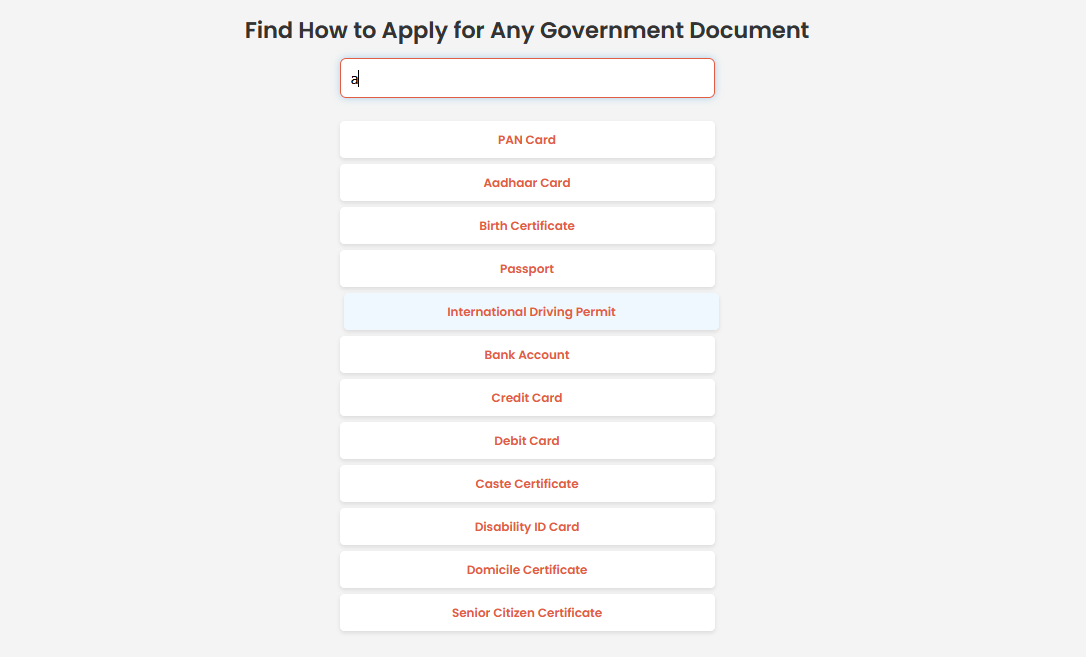 Find How to Apply for Any Government Document
a
PAN Card
Aadhaar Card
Birth Certificate
Passport
International Driving Permit
Bank Account
Credit Card
Debit Card
Caste Certificate
Disability ID Card
Domicile Certificate
Senior Citizen Certificate